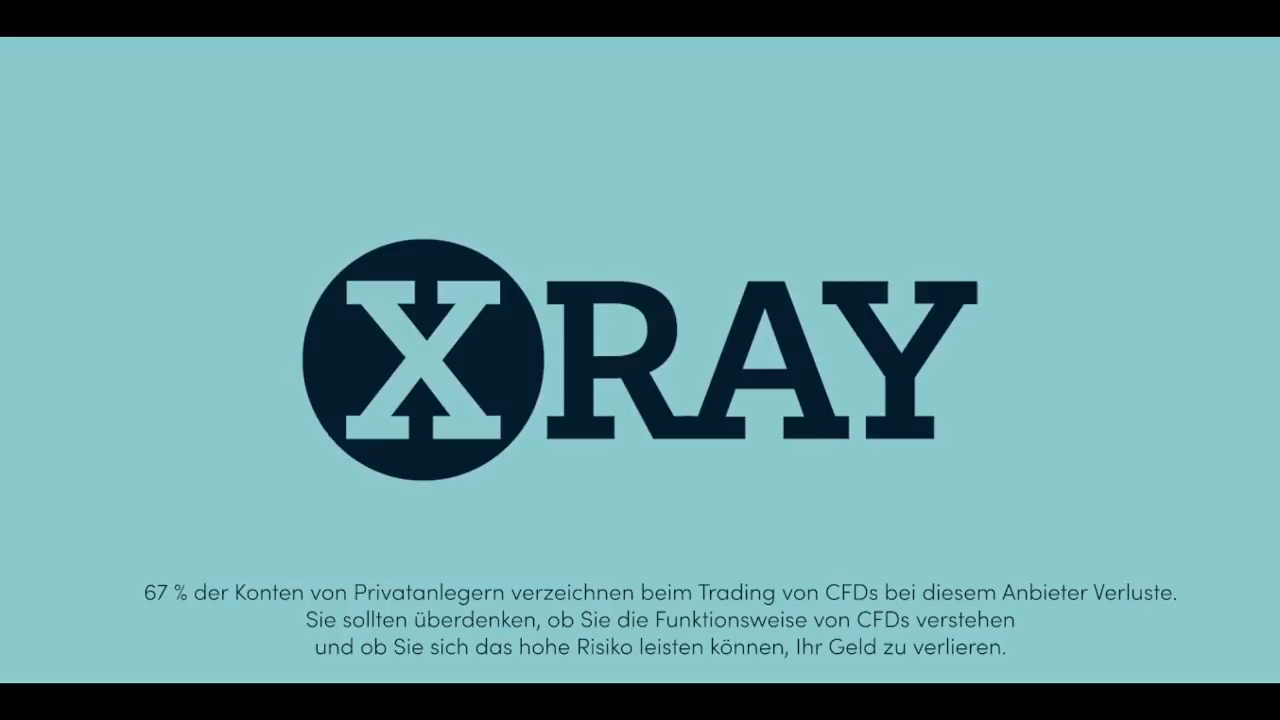 XRAY
67 % der Konten von Privatanlegern verzeichnen beim Trading von CFDs bei diesem Anbieter Verluste.
Sie sollten überdenken, ob Sie die Funktionsweise von CFDs verstehen
und ob Sie sich das hohe Risiko leisten können, Ihr Geld zu verlieren.